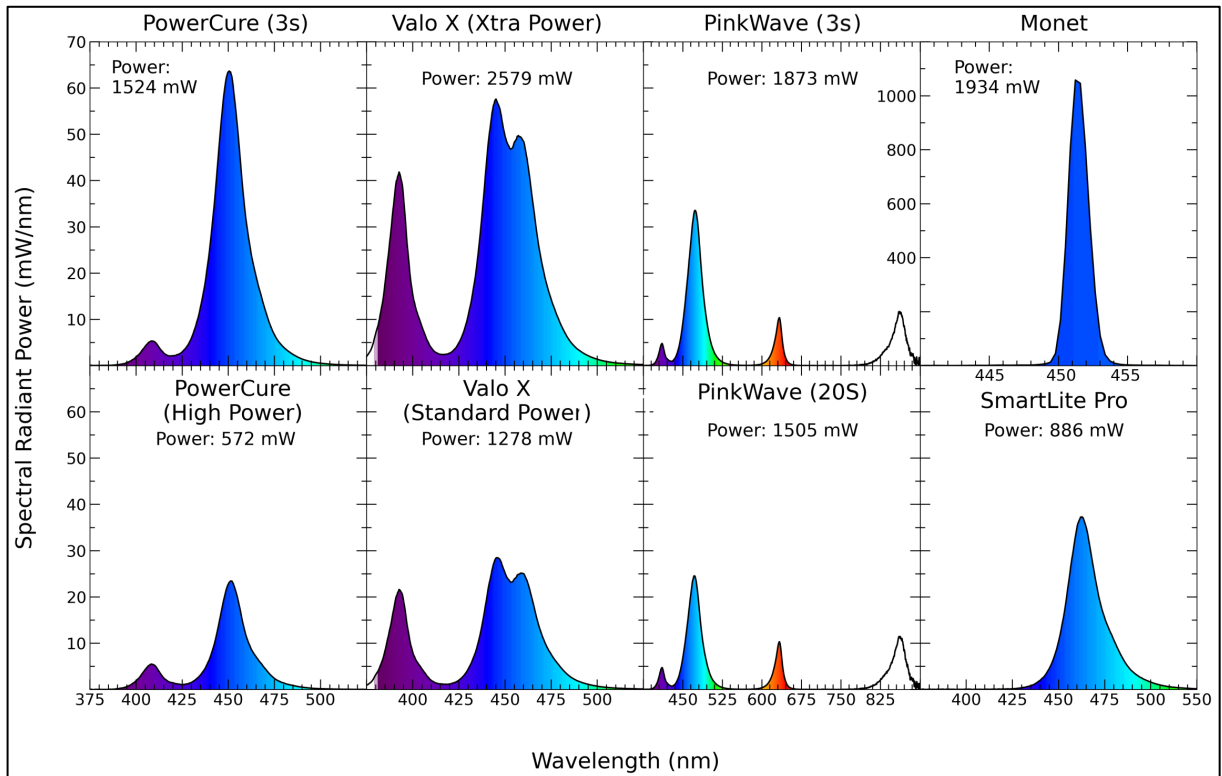 PowerCure (3s)
Valo X (Xtra Power)
PinkWave (3s)
Monet
Power:
1524 mW
Power: 2579 mW
Power: 1873 mW
Power:
1934 mW
70
60
50
40
30
20
10
1000
800
600
400
445 450 455
Spectral Radiant Power (mW/nm)
PowerCure
(High Power)
Power: 572 mW
Valo X
(Standard Power)
Power: 1278 mW
PinkWave (20S)
Power: 1505 mW
SmartLite Pro
Power: 886 mW
60
50
40
30
20
10
375 400 425 450 475 500 400 425 450 475 500 450 525 600 675 750 825 400 425 450 475 500 550
Wavelength (nm)